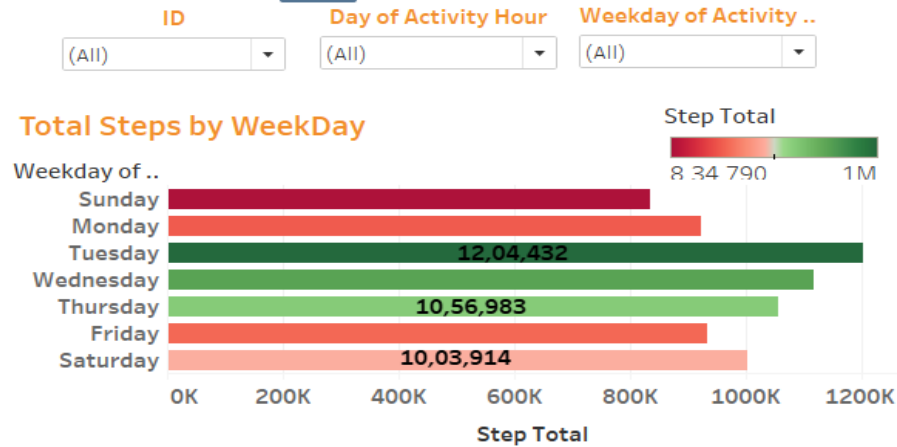 ID Day of Activity Hour Weekday of Activity ..
(All) (All) (All)
Total Steps by WeekDay
Step Total
8,34,790 1M
Weekday of ..
Sunday
Monday
Tuesday 12,04,432
Wednesday
Thursday 10,56,983
Friday
Saturday 10,03,914
0K 200K 400K 600K 800K 1000K 1200K
Step Total